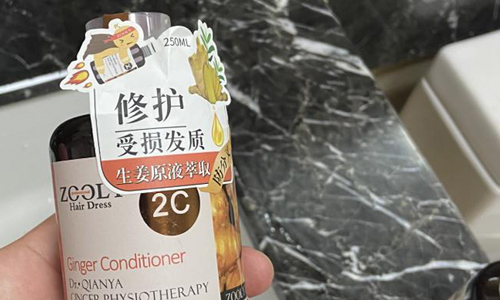 250ML
修护
受损发质
生姜原液萃取
ZOOLY
Hair Dress
2C
Ginger Conditioner
Dr.•QIANYA
GINGER PHYSIOTHERAPY